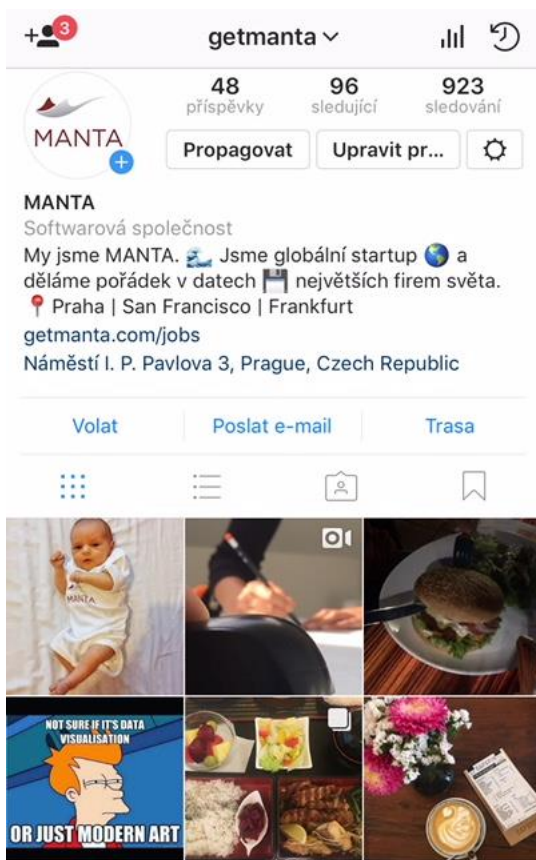 + 3
getmanta
48 96 923
příspěvky sledující sledování
MANTA
Propagovat Upravit pr...
MANTA
Softwarová společnost
My jsme MANTA. 🌊 Jsme globální startup 🌎 a
děláme pořádek v datech 💾 největších firem světa.
📍 Praha | San Francisco | Frankfurt
getmanta.com/jobs
Náměstí I. P. Pavlova 3, Prague, Czech Republic
Volat Poslat e-mail Trasa
MANTA
NOT SURE IF IT'S DATA
VISUALISATION
OR JUST MODERN ART